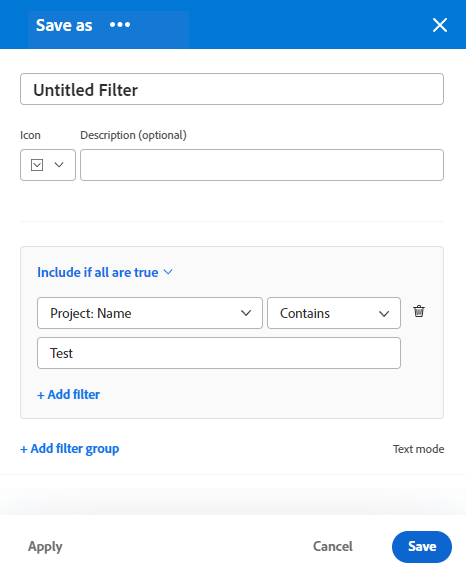 Save as •••
Untitled Filter
Icon Description (optional)
Include if all are true
Project: Name Contains
Test
+ Add filter
+ Add filter group Text mode
Apply Cancel Save